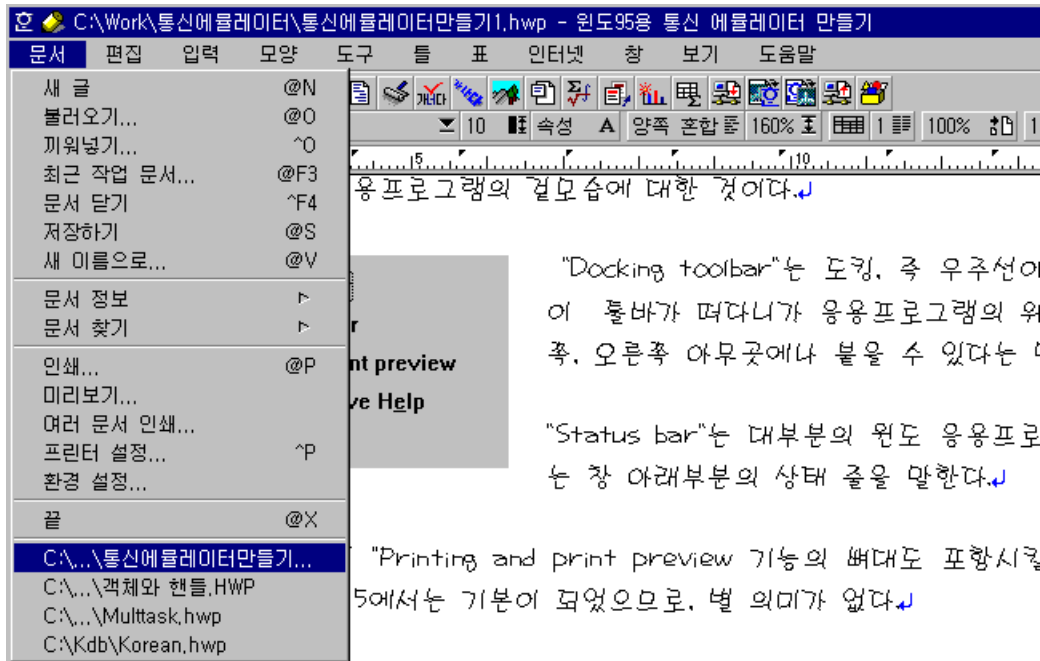 C:\Work\통신에뮬레이터\통신에뮬레이터만들기1.hwp - 윈도95용 통신 에뮬레이터 만들기
문서 편집 입력 모양 도구 틀 표 인터넷 창 보기 도움말
새 글 @N
불러오기... @O
끼워넣기... ^O
최근 작업 문서... @F3
문서 닫기 ^F4
저장하기 @S
새 이름으로... @V
문서 정보
문서 찾기
인쇄... @P
미리보기...
여러 문서 인쇄...
프린터 설정... ^P
환경 설정...
끝 @X
C:\...\통신에뮬레이터만들기...
C:\...\객체와 핸들.HWP
C:\...\Multtask.hwp
C:\Kdb\Korean.hwp
10 속성 양쪽 혼합 160% 1 100% 1
5 10
응프로그램의 겉모습에 대한 것이다.
"Docking toolbar"는 도킹, 즉 우주선이
이 툴바가 떠다니가 응용프로그램의 위
쪽, 오른쪽 아무곳에나 붙을 수 있다는
r
nt preview
ve Help
"Status bar"는 대부분의 윈도 응용프로
는 창 아래부분의 상태 줄을 말한다.
"Printing and print preview 기능의 뼈대도 포함시킬
5에서는 기본이 되었으므로, 별 의미가 없다.